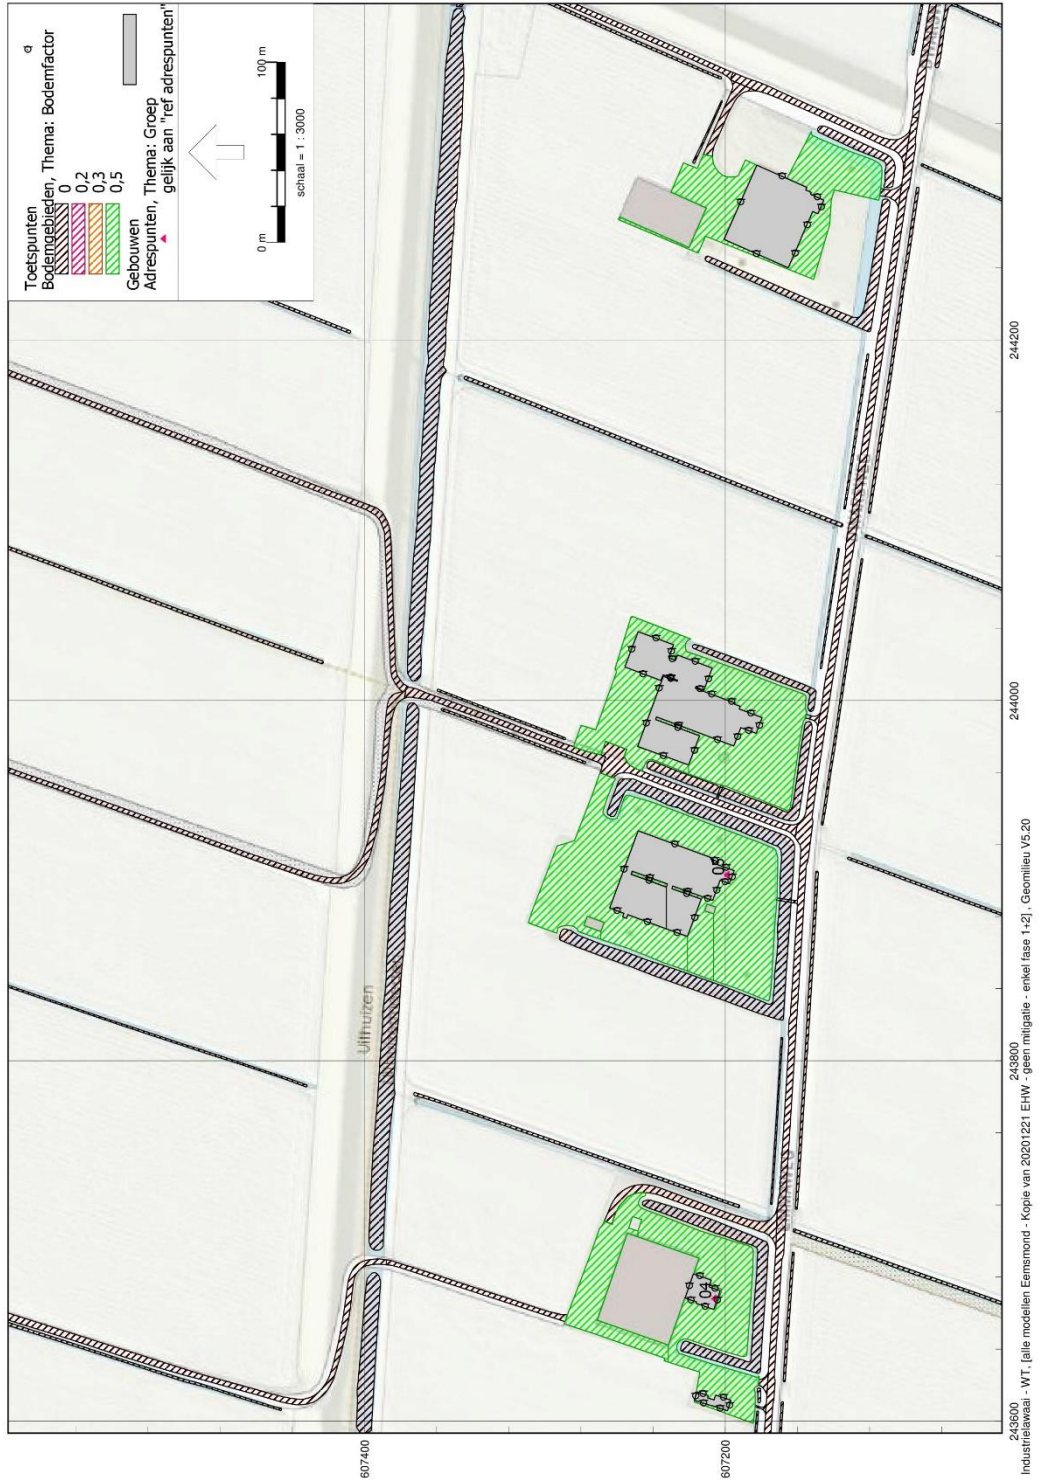 Toetspunten
Bodemgebieden, Thema: Bodemfactor
0
0,2
0,3
0,5
Gebouwen
Adrespunten, Thema: Groep
gelijk aan "ref adrespunten"
0 m
100 m
schaal = 1 : 3000
Uithuizen
04
607400
607200
243600
243800
244000
244200
Industrielawaai - WT, [alle modellen Eemsmond - Kopie van 20201221 EHW - geen mitigatie - enkel fase 1+2] , Geomilieu V5.20